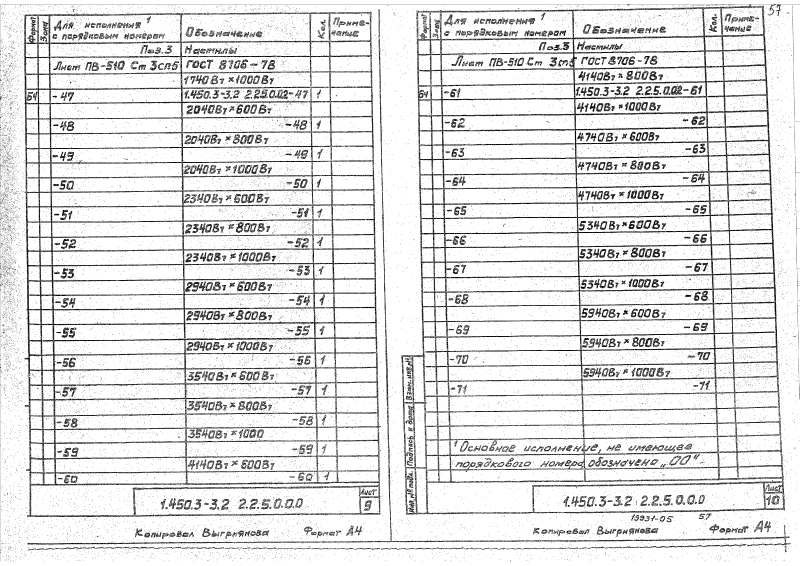 Формат
Зона
Для исполнения 1
с порядковым номером
Обозначение
Кол.
Приме-
чание
Поз.3 Настилы
Лист ПВ-510 Ст 3сп5 ГОСТ 8706-78
1740Вт×1000Вт
БЧ -47 1.450.3-3.2 2.2.5.0.02-47 1
2040Вт×600Вт
-48 -48 1
2040Вт×800Вт
-49 -49 1
2040Вт×1000Вт
-50 -50 1
2340Вт×600Вт
-51 -51 1
2340Вт×800Вт
-52 -52 1
2340Вт×1000Вт
-53 -53 1
2940Вт×600Вт
-54 -54 1
2940Вт×800Вт
-55 -55 1
2940Вт×1000Вт
-56 -56 1
3540Вт×600Вт
-57 -57 1
3540Вт×800Вт
-58 -58 1
3540Вт×1000
-59 -59 1
4140Вт×600Вт
-60 -60 1
1.450.3-3.2 2.2.5.0.0.0
Лист
9
Копировал Выгриянова Формат А4
57
Формат
Зона
Для исполнения 1
с порядковым номером
Обозначение
Кол.
Приме-
чание
Поз.3 Настилы
Лист ПВ-510 Ст 3сп5 ГОСТ 8706-78
4140Вт×800Вт
БЧ -61 1.450.3-3.2 2.2.5.0.02-61
4140Вт×1000Вт
-62 -62
4740Вт×600Вт
-63 -63
4740Вт×800Вт
-64 -64
4740Вт×1000Вт
-65 -65
5340Вт×600Вт
-66 -66
5340Вт×800Вт
-67 -67
5340Вт×1000Вт
-68 -68
5940Вт×600Вт
-69 -69
5940Вт×800Вт
-70 -70
5940Вт×1000Вт
-71 -71
1 Основное исполнение, не имеющее
порядкового номера, обозначена „00"
Инв.№ подл. Подпись и дата Взам.инв.№
1.450.3-3.2 2.2.5.0.0.0
Лист
10
19931-05 57
Копировал Выгриянова Формат А4